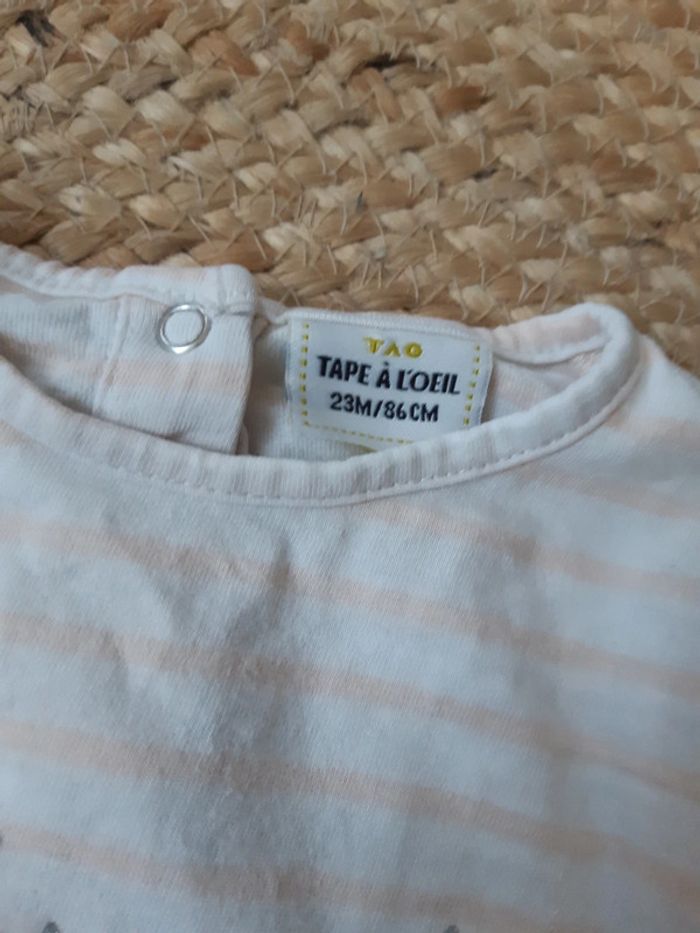 TAO
TAPE À L'OEIL
23M/86CM